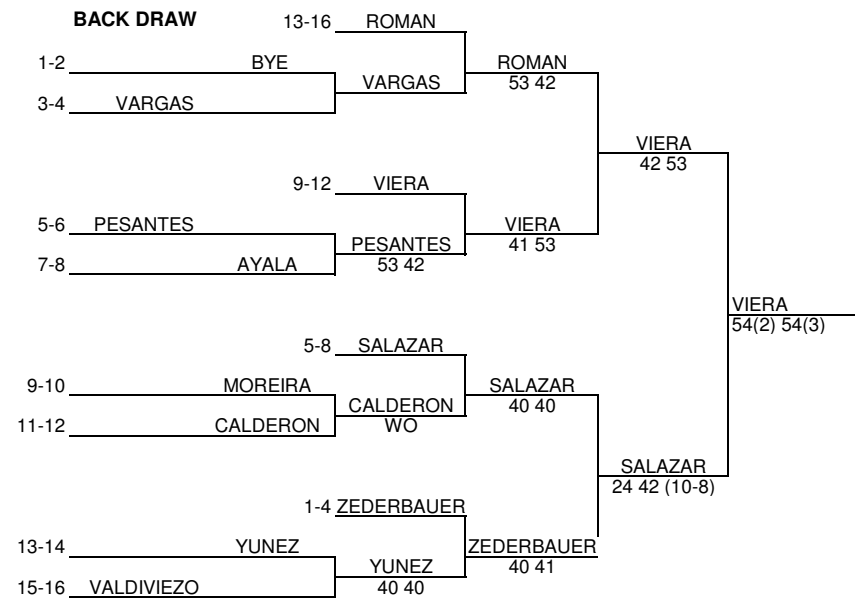 BACK DRAW
13-16 ROMAN
1-2 BYE
ROMAN
VARGAS
53 42
3-4 VARGAS
VIERA
42 53
9-12 VIERA
5-6 PESANTES
VIERA
PESANTES
41 53
7-8 AYALA
53 42
VIERA
54(2) 54(3)
5-8 SALAZAR
9-10 MOREIRA
SALAZAR
CALDERON
40 40
11-12 CALDERON
WO
SALAZAR
24 42 (10-8)
1-4 ZEDERBAUER
13-14 YUNEZ
ZEDERBAUER
YUNEZ
40 41
15-16 VALDIVIEZO
40 40